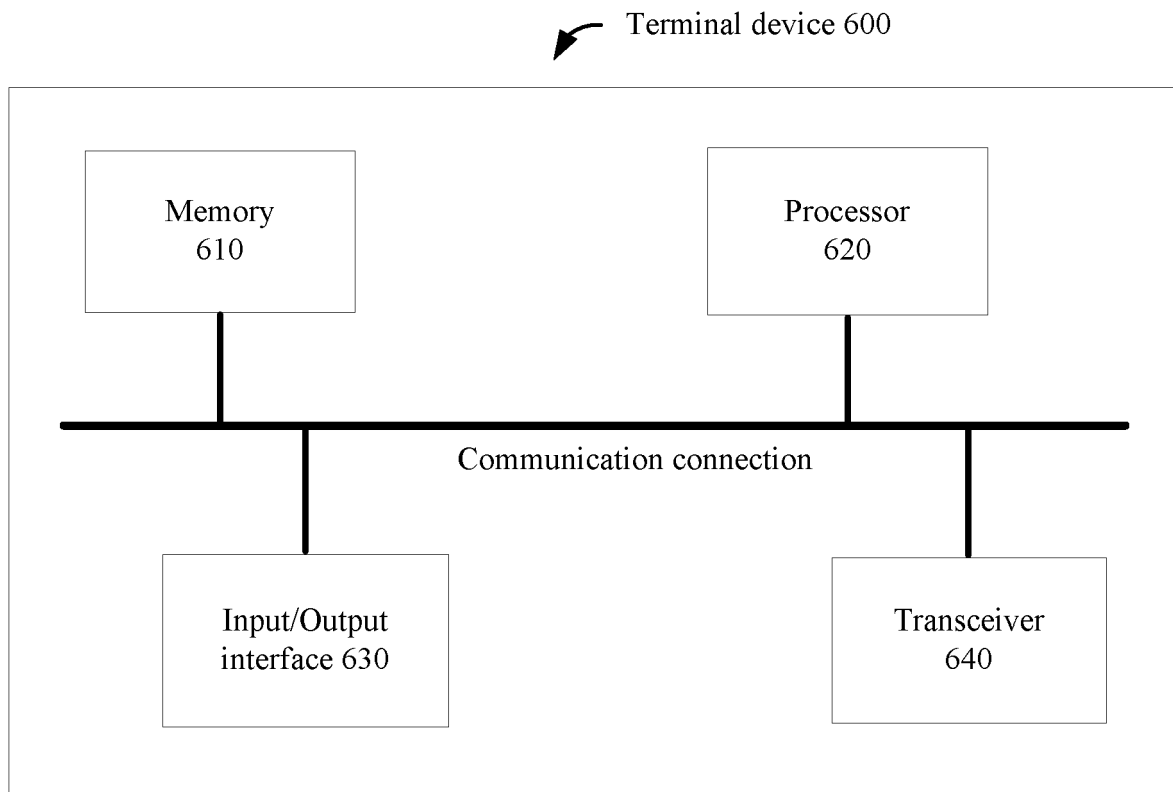 Terminal device 600
Memory
610
Processor
620
Communication connection
Input/Output
interface 630
Transceiver
640